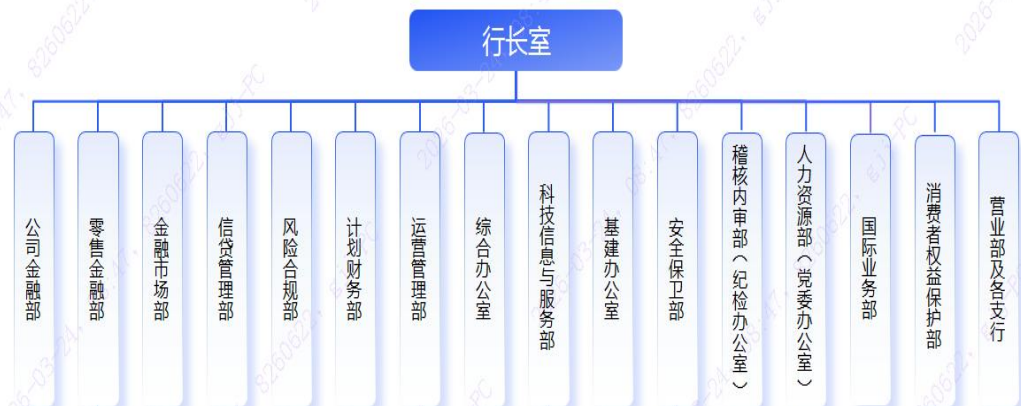 行长室
公司金融部
零售金融部
金融市场部
信贷管理部
风险合规部
计划财务部
运营管理部
综合办公室
科技信息与服务部
基建办公室
安全保卫部
稽核内审部（纪检办公室）
人力资源部（党委办公室）
国际业务部
消费者权益保护部
营业部及各支行